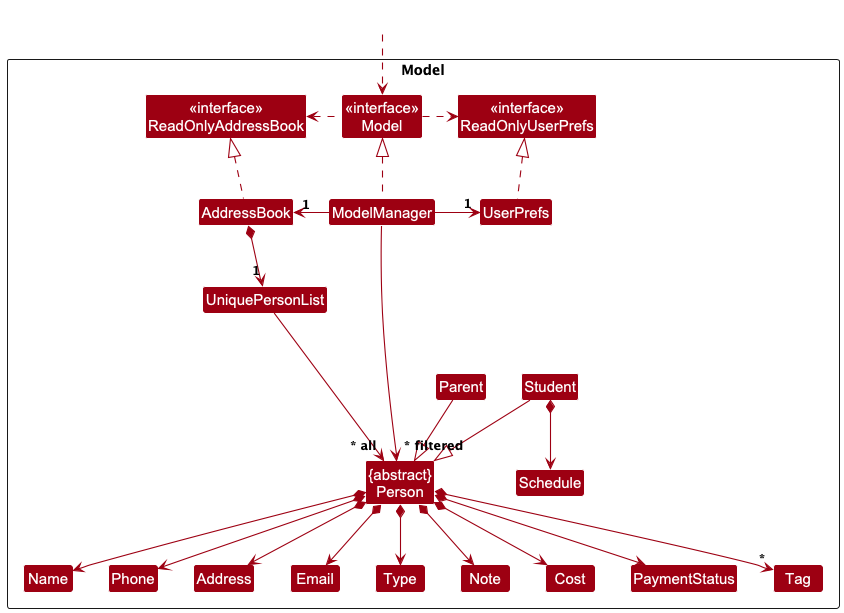 Model
«interface»
ReadOnlyAddressBook
«interface»
Model
«interface»
ReadOnlyUserPrefs
AddressBook
1
ModelManager
1
UserPrefs
1
UniquePersonList
Parent
Student
* all
* filtered
{abstract}
Person
Schedule
*
Name
Phone
Address
Email
Type
Note
Cost
PaymentStatus
Tag